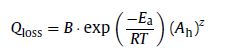 Q_loss = B · exp(−E_a / RT) (A_h)^z